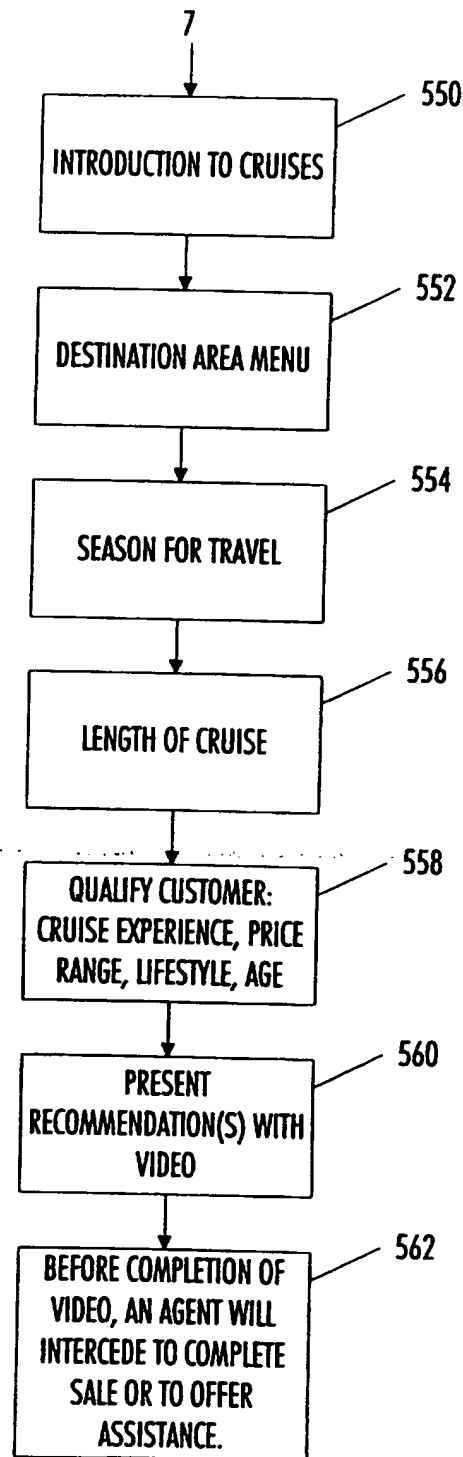 7
550
INTRODUCTION TO CRUISES
552
DESTINATION AREA MENU
554
SEASON FOR TRAVEL
556
LENGTH OF CRUISE
558
QUALIFY CUSTOMER:
CRUISE EXPERIENCE, PRICE
RANGE, LIFESTYLE, AGE
560
PRESENT
RECOMMENDATION(S) WITH
VIDEO
562
BEFORE COMPLETION OF
VIDEO, AN AGENT WILL
INTERCEDE TO COMPLETE
SALE OR TO OFFER
ASSISTANCE.